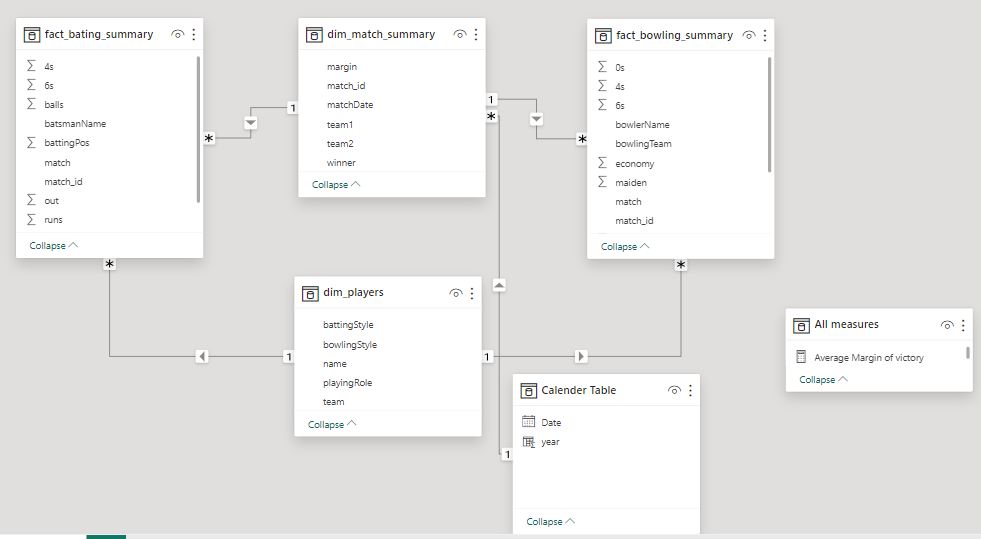 fact_bating_summary
4s
6s
balls
batsmanName
battingPos
match
match_id
out
runs
Collapse
dim_match_summary
margin
match_id
matchDate
team1
team2
winner
Collapse
fact_bowling_summary
0s
4s
6s
bowlerName
bowlingTeam
economy
maiden
match
match_id
Collapse
1
*
1
*
*
*
*
dim_players
battingStyle
bowlingStyle
name
playingRole
team
Collapse
1
1
1
Calender Table
Date
year
Collapse
All measures
Average Margin of victory
Collapse